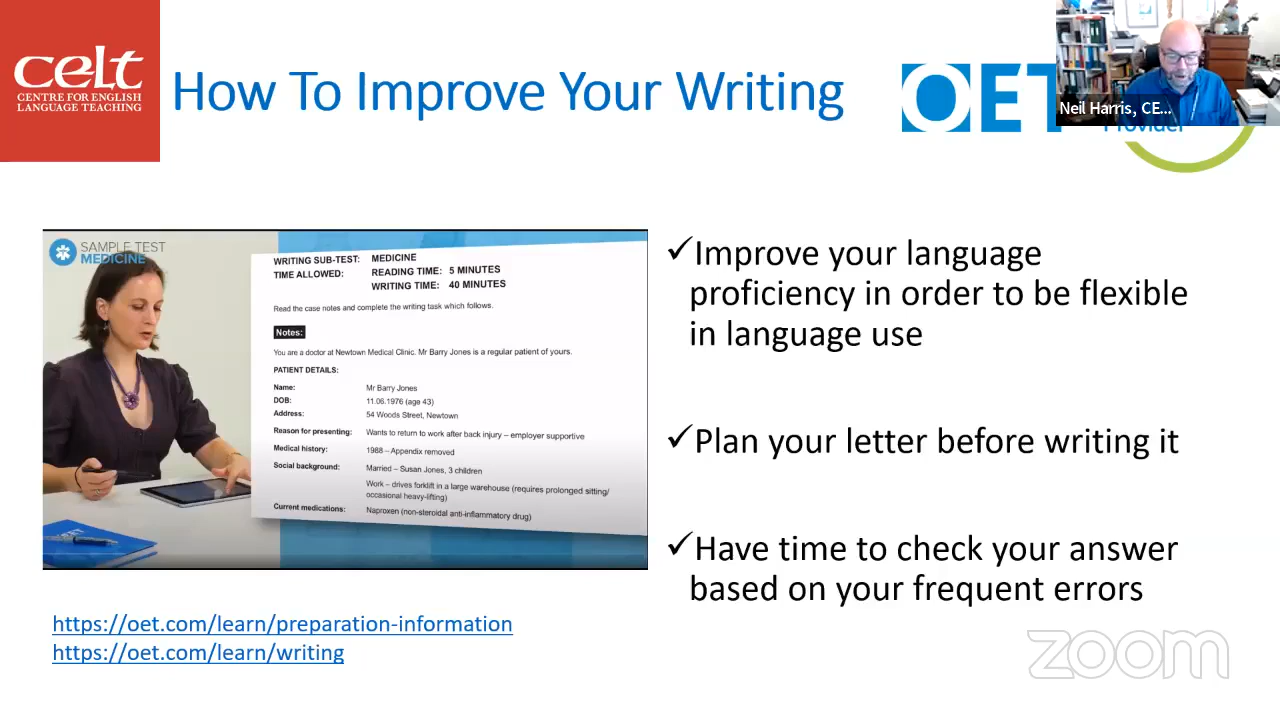 celt
CENTRE FOR ENGLISH
LANGUAGE TEACHING
How To Improve Your Writing
OET
Neil Harris, CE...
Provider
SAMPLE TEST
MEDICINE
WRITING SUB-TEST: MEDICINE
TIME ALLOWED: READING TIME: 5 MINUTES
WRITING TIME: 40 MINUTES
Read the case notes and complete the writing task which follows.
Notes:
You are a doctor at Newtown Medical Clinic. Mr Barry Jones is a regular patient of yours.
PATIENT DETAILS:
Name: Mr Barry Jones
DOB: 11.06.1976 (age 43)
Address: 54 Woods Street, Newtown
Reason for presenting: Wants to return to work after back injury – employer supportive
Medical history: 1988 – Appendix removed
Social background: Married – Susan Jones, 3 children
Work – drives forklift in a large warehouse (requires prolonged sitting/
occasional heavy-lifting)
Current medications: Naproxen (non-steroidal anti-inflammatory drug)
✓Improve your language
proficiency in order to be flexible
in language use
✓Plan your letter before writing it
✓Have time to check your answer
based on your frequent errors
https://oet.com/learn/preparation-information
https://oet.com/learn/writing
zoom